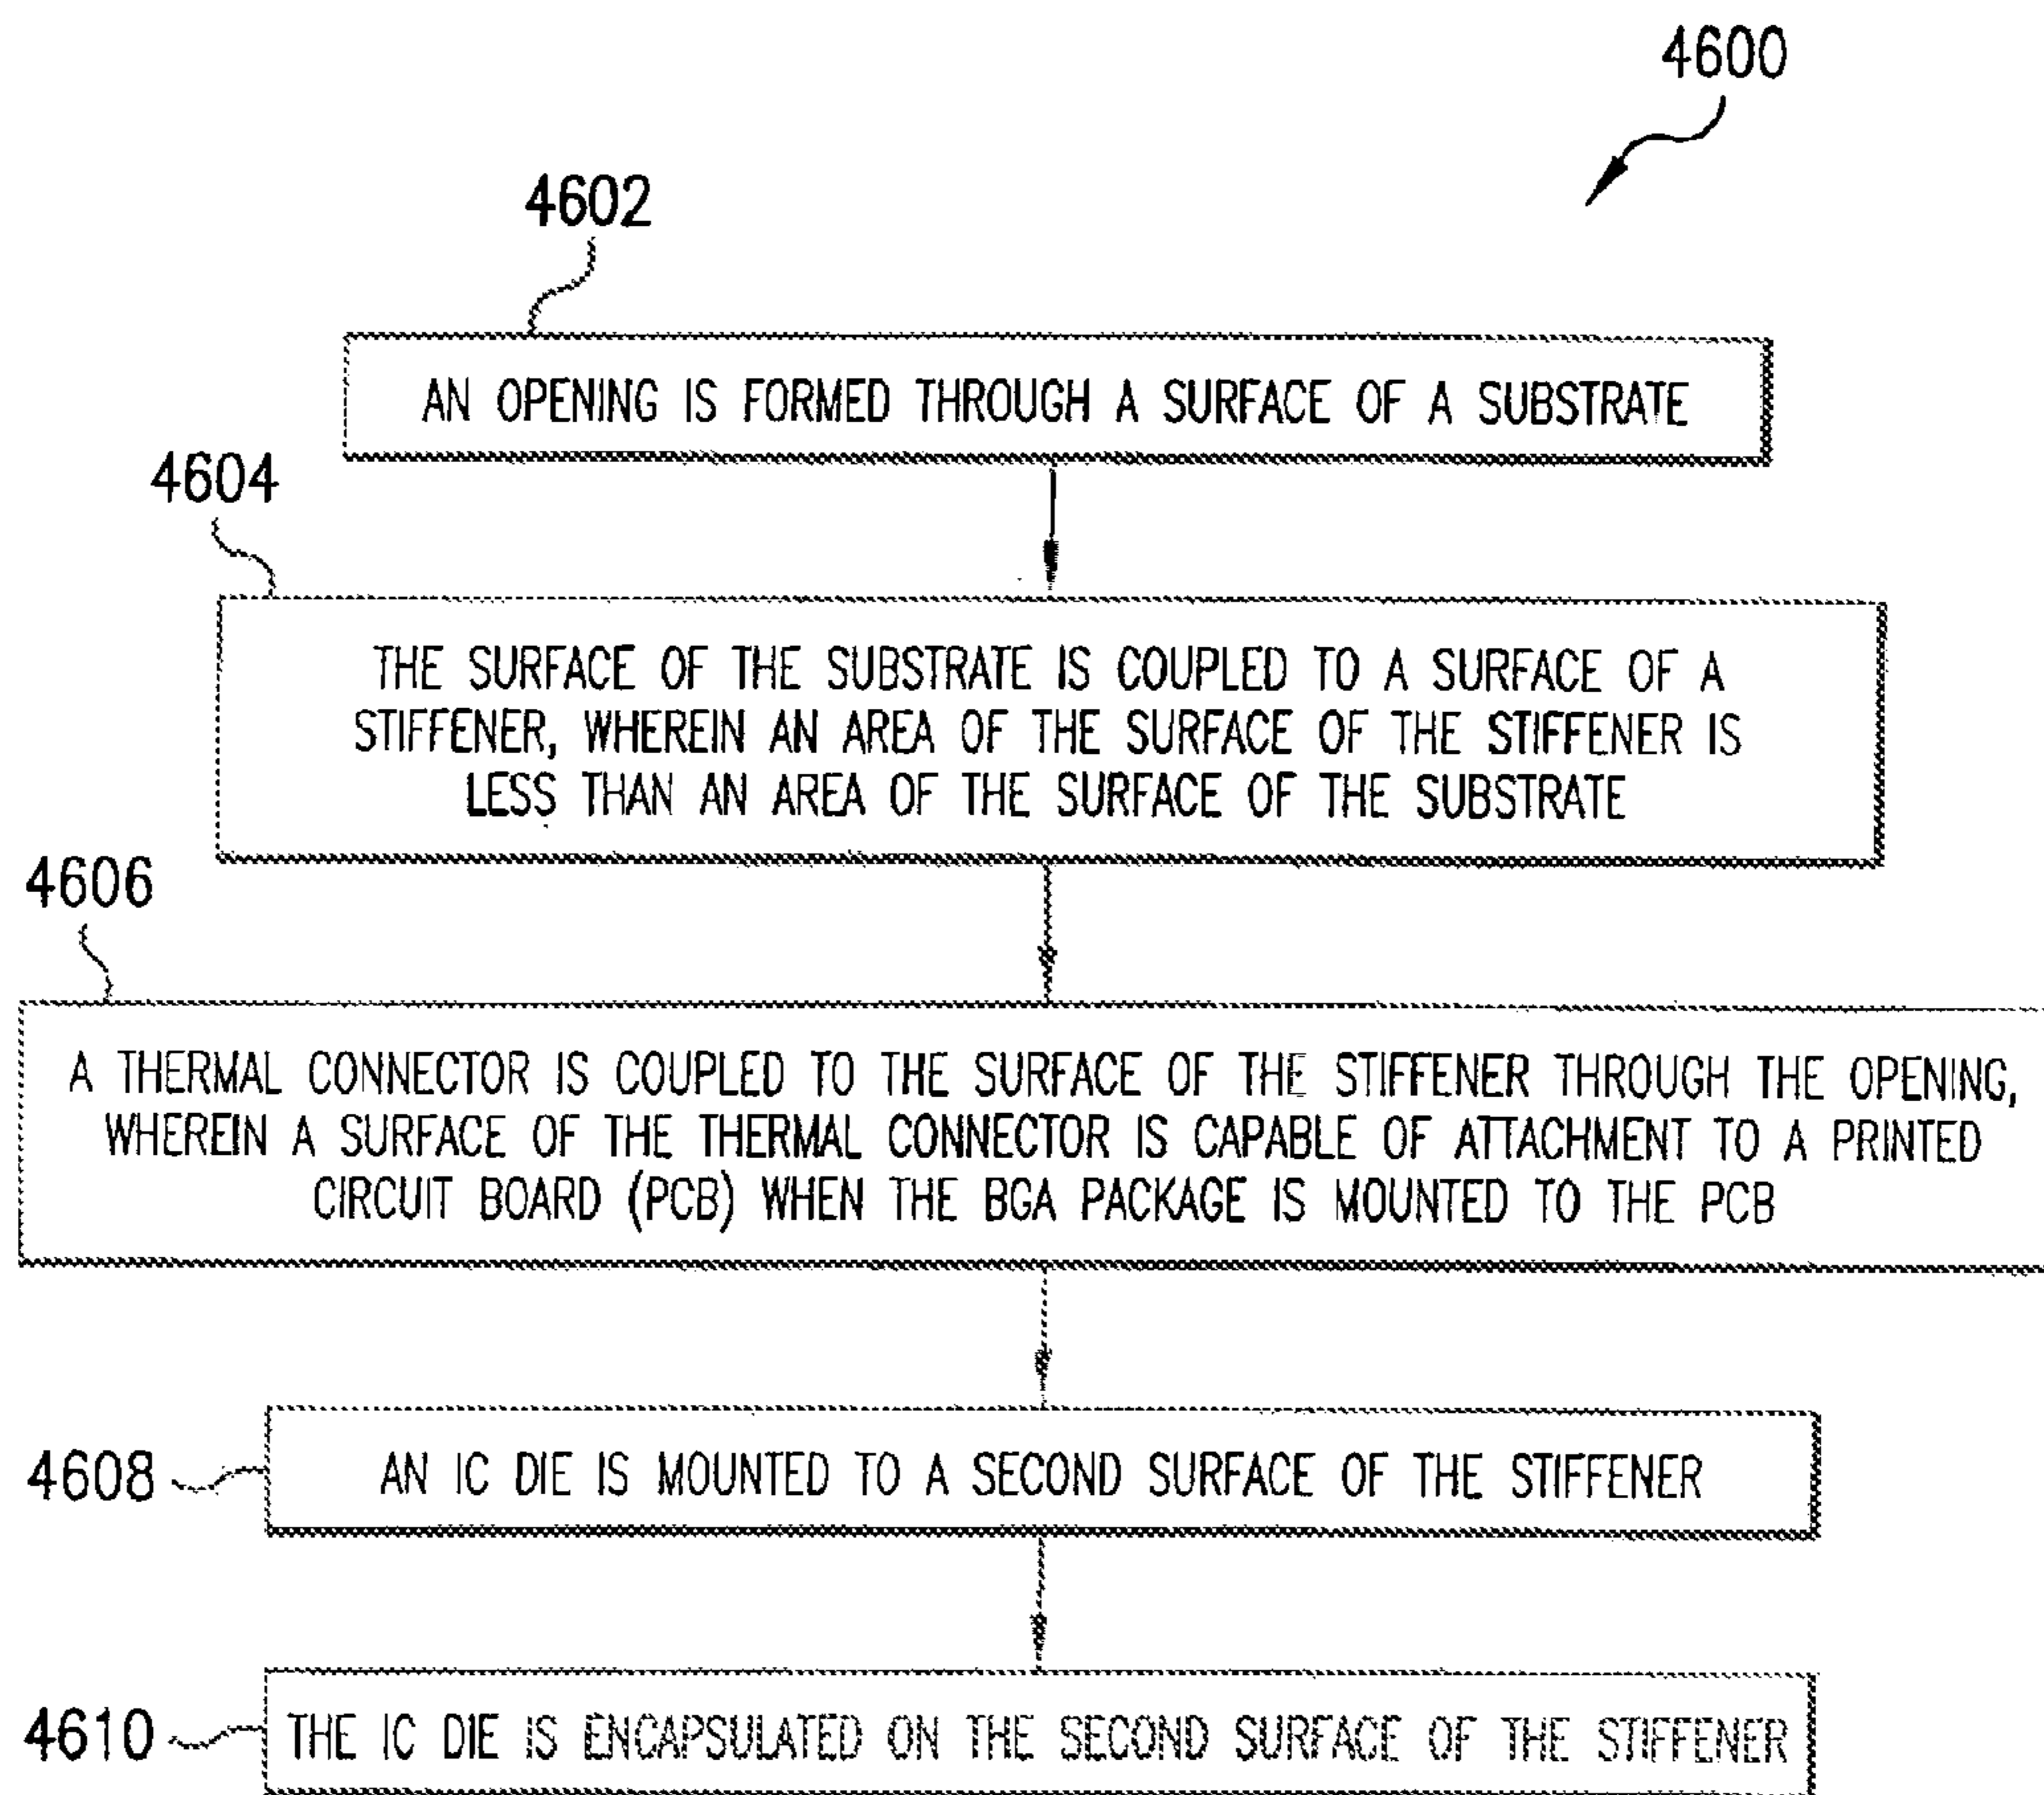 4600
4602
AN OPENING IS FORMED THROUGH A SURFACE OF A SUBSTRATE
4604
THE SURFACE OF THE SUBSTRATE IS COUPLED TO A SURFACE OF A
STIFFENER, WHEREIN AN AREA OF THE SURFACE OF THE STIFFENER IS
LESS THAN AN AREA OF THE SURFACE OF THE SUBSTRATE
4606
A THERMAL CONNECTOR IS COUPLED TO THE SURFACE OF THE STIFFENER THROUGH THE OPENING,
WHEREIN A SURFACE OF THE THERMAL CONNECTOR IS CAPABLE OF ATTACHMENT TO A PRINTED
CIRCUIT BOARD (PCB) WHEN THE BGA PACKAGE IS MOUNTED TO THE PCB
4608
AN IC DIE IS MOUNTED TO A SECOND SURFACE OF THE STIFFENER
4610
THE IC DIE IS ENCAPSULATED ON THE SECOND SURFACE OF THE STIFFENER